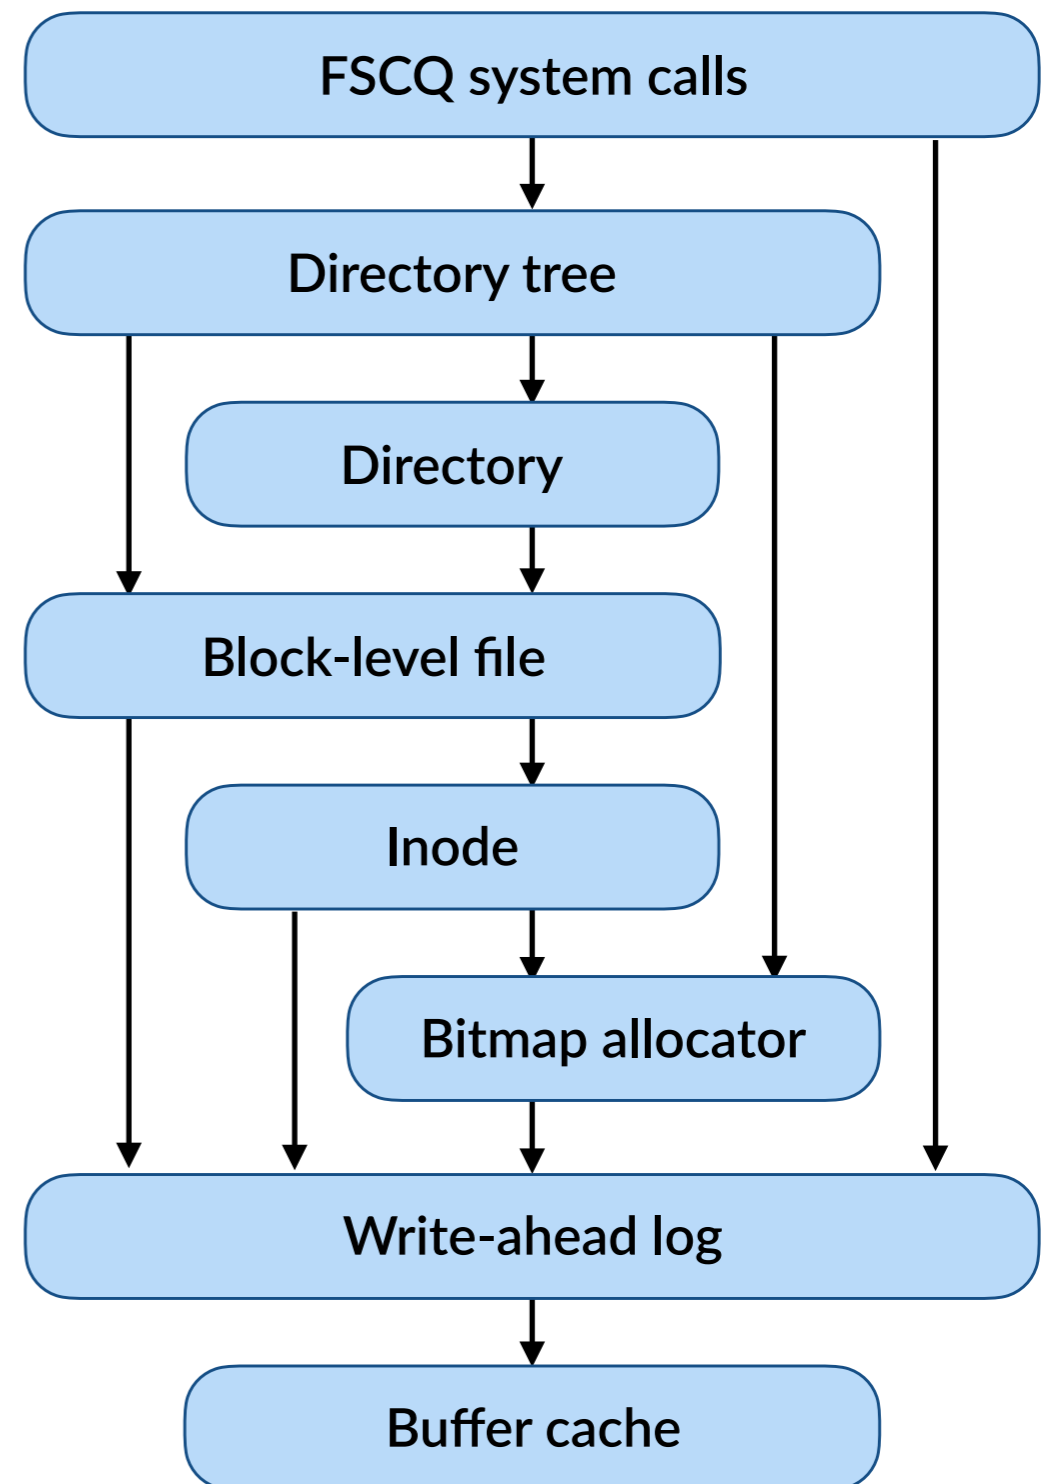 FSCQ system calls
Directory tree
Directory
Block-level file
Inode
Bitmap allocator
Write-ahead log
Buffer cache